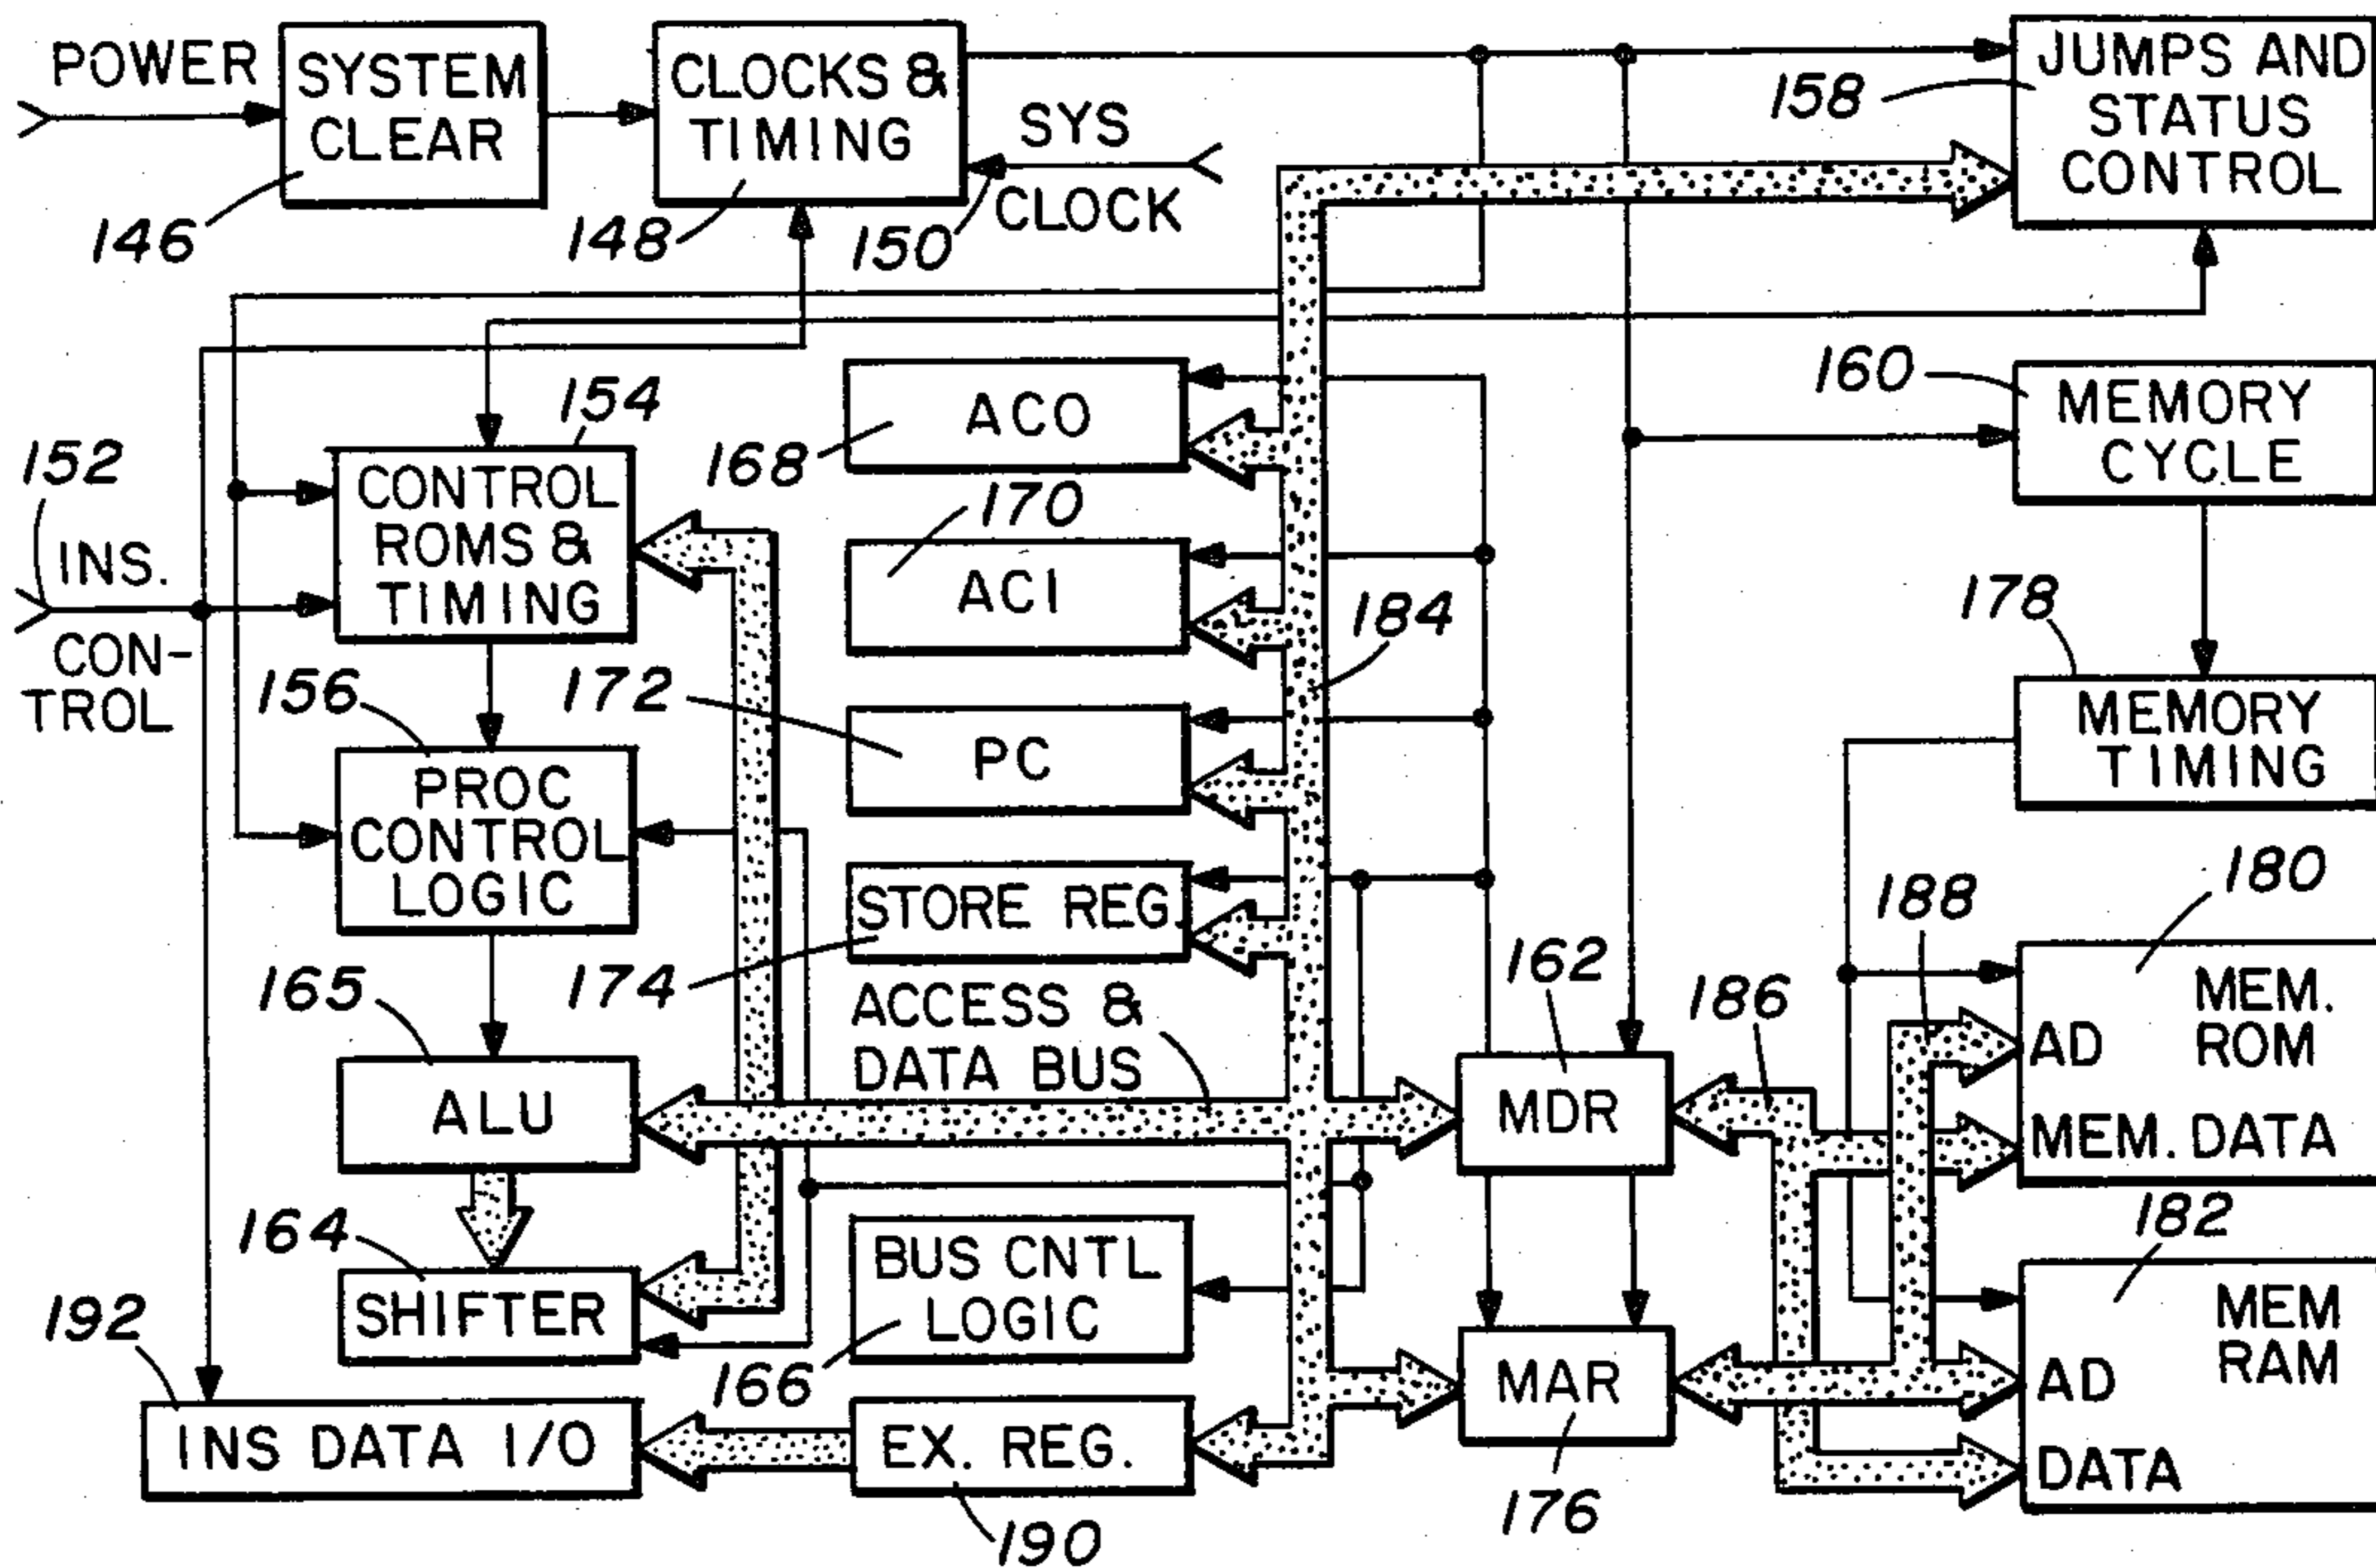 POWER
SYSTEM
CLEAR
146
CLOCKS &
TIMING
148
SYS
CLOCK
150
JUMPS AND
STATUS
CONTROL
158
152
INS.
CON-
TROL
154
CONTROL
ROMS &
TIMING
168
ACO
170
ACI
184
160
MEMORY
CYCLE
156
PROC
CONTROL
LOGIC
172
PC
178
MEMORY
TIMING
174
STORE REG.
ACCESS &
DATA BUS
165
ALU
162
MDR
186
188
180
MEM.
ROM
AD
MEM. DATA
164
SHIFTER
BUS CNTL
LOGIC
166
182
MEM
RAM
AD
DATA
MAR
176
192
INS DATA I/O
EX. REG.
190